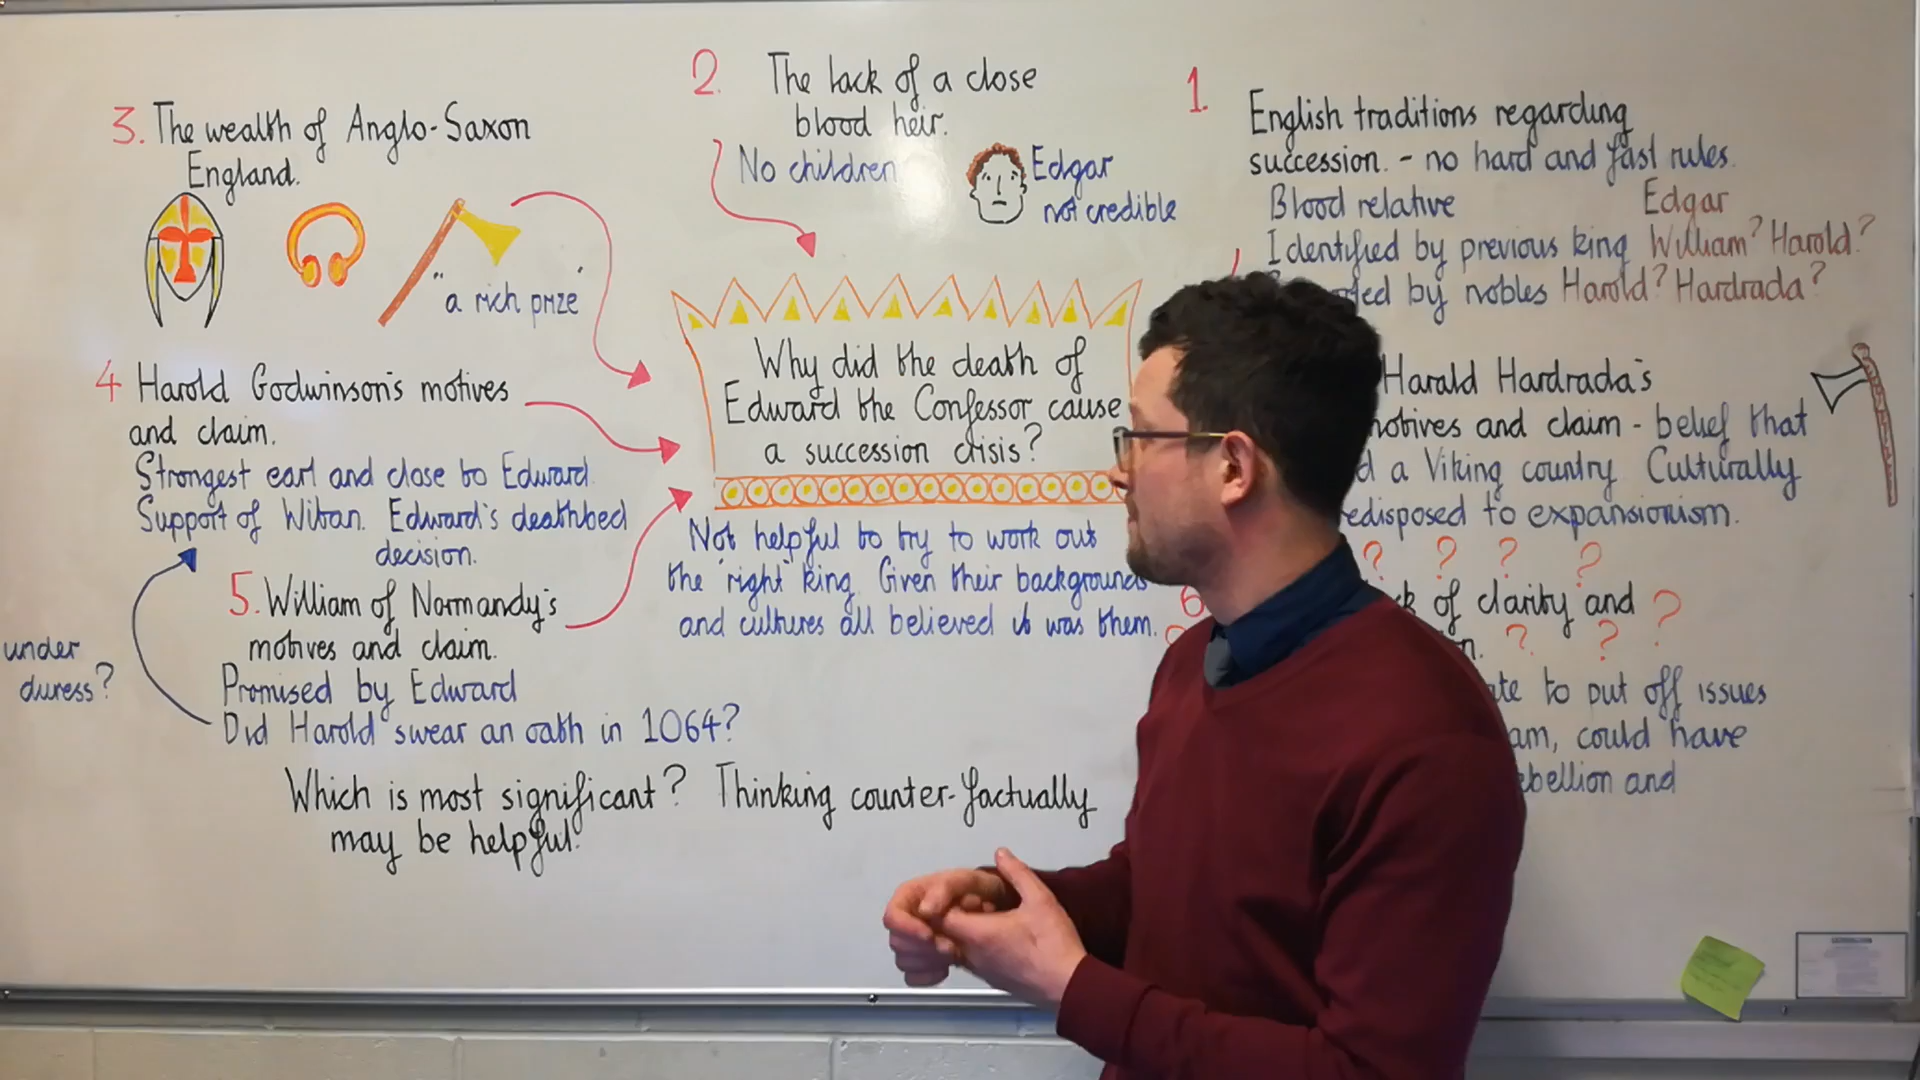 3. The wealth of Anglo-Saxon
England.
"a rich prize"
2. The lack of a close
blood heir.
No children
Edgar
not credible
1.
English traditions regarding
succession. - no hard and fast rules.
Blood relative Edgar
Identified by previous king William? Harold?
by nobles Harold? Hardrada?
4 Harold Godwinson's motives
and claim.
Strongest earl and close to Edward.
Support of Witan. Edward's deathbed
decision.
5. William of Normandy's
motives and claim.
Promised by Edward
Did Harold swear an oath in 1064?
under
duress?
Why did the death of
Edward the Confessor cause
a succession crisis?
Not helpful to try to work out
the "right" king. Given their backgrounds
and cultures all believed it was them.
Which is most significant? Thinking counter-factually
may be helpful.
Harald Hardrada's
motives and claim - belief that
a Viking country. Culturally
to expansionism.
? ? ? ?
6 of clarity and ?
? ? ?
to put off issues
could have
and